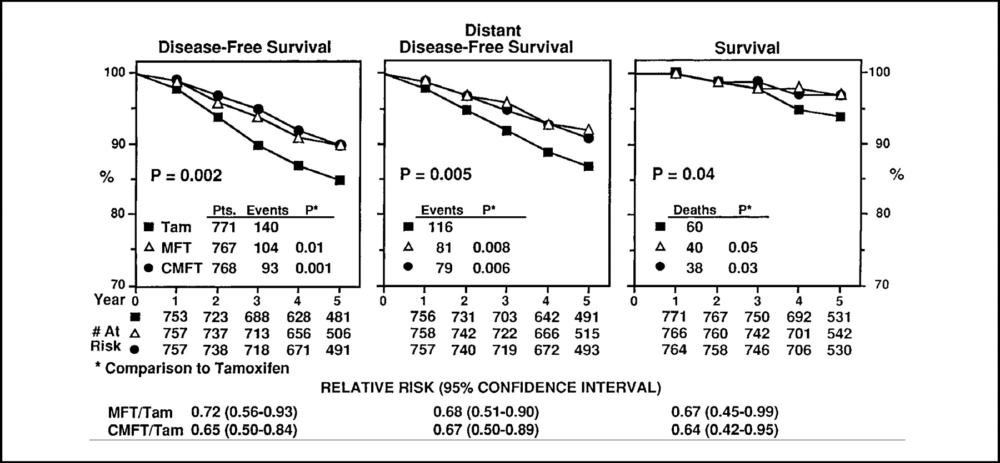 Disease-Free Survival
Distant
Disease-Free Survival
Survival
100
90
%
80
70
P = 0.002
Pts. Events P*
Tam 771 140
MFT 767 104 0.01
CMFT 768 93 0.001
P = 0.005
Events P*
116
81 0.008
79 0.006
P = 0.04
Deaths P*
60
40 0.05
38 0.03
100
90
%
80
70
Year 0 1 2 3 4 5 0 1 2 3 4 5 0 1 2 3 4 5
753 723 688 628 481 756 731 703 642 491 771 767 750 692 531
# At 757 737 713 656 506 758 742 722 666 515 766 760 742 701 542
Risk 757 738 718 671 491 757 740 719 672 493 764 758 746 706 530
* Comparison to Tamoxifen
RELATIVE RISK (95% CONFIDENCE INTERVAL)
MFT/Tam 0.72 (0.56-0.93) 0.68 (0.51-0.90) 0.67 (0.45-0.99)
CMFT/Tam 0.65 (0.50-0.84) 0.67 (0.50-0.89) 0.64 (0.42-0.95)